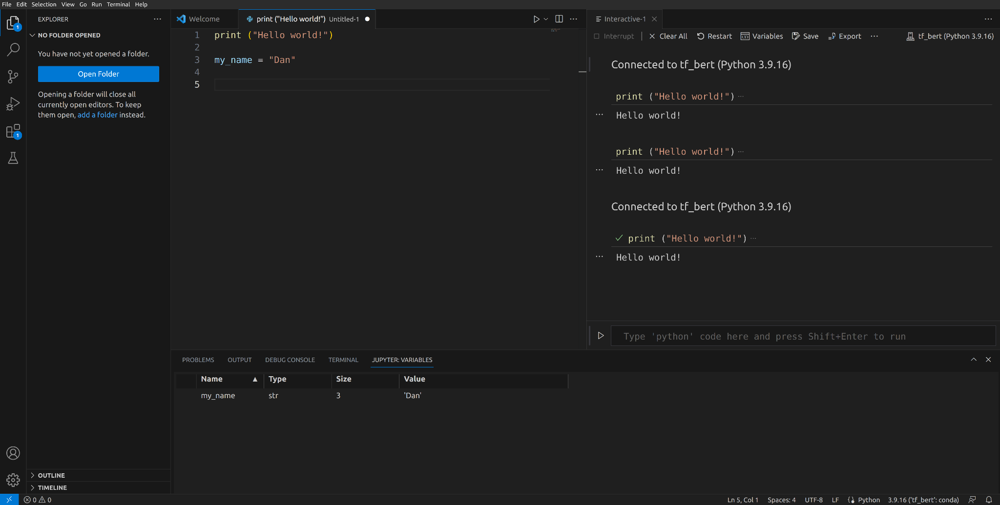 File Edit Selection View Go Run Terminal Help
EXPLORER
1
NO FOLDER OPENED
You have not yet opened a folder.
Open Folder
Opening a folder will close all
currently open editors. To keep
them open, add a folder instead.
1
OUTLINE
TIMELINE
Welcome
print ("Hello world!") Untitled-1
1 print ("Hello world!")
2
3 my_name = "Dan"
4
5
Interactive-1
Interrupt | Clear All Restart Variables Save Export tf_bert (Python 3.9.16)
Connected to tf_bert (Python 3.9.16)
print ("Hello world!") ...
Hello world!
print ("Hello world!") ...
Hello world!
Connected to tf_bert (Python 3.9.16)
✓ print ("Hello world!") ...
Hello world!
Type 'python' code here and press Shift+Enter to run
PROBLEMS OUTPUT DEBUG CONSOLE TERMINAL JUPYTER: VARIABLES
Name ▲ Type Size Value
my_name str 3 'Dan'
0 0
Ln 5, Col 1 Spaces: 4 UTF-8 LF Python 3.9.16 ('tf_bert': conda)